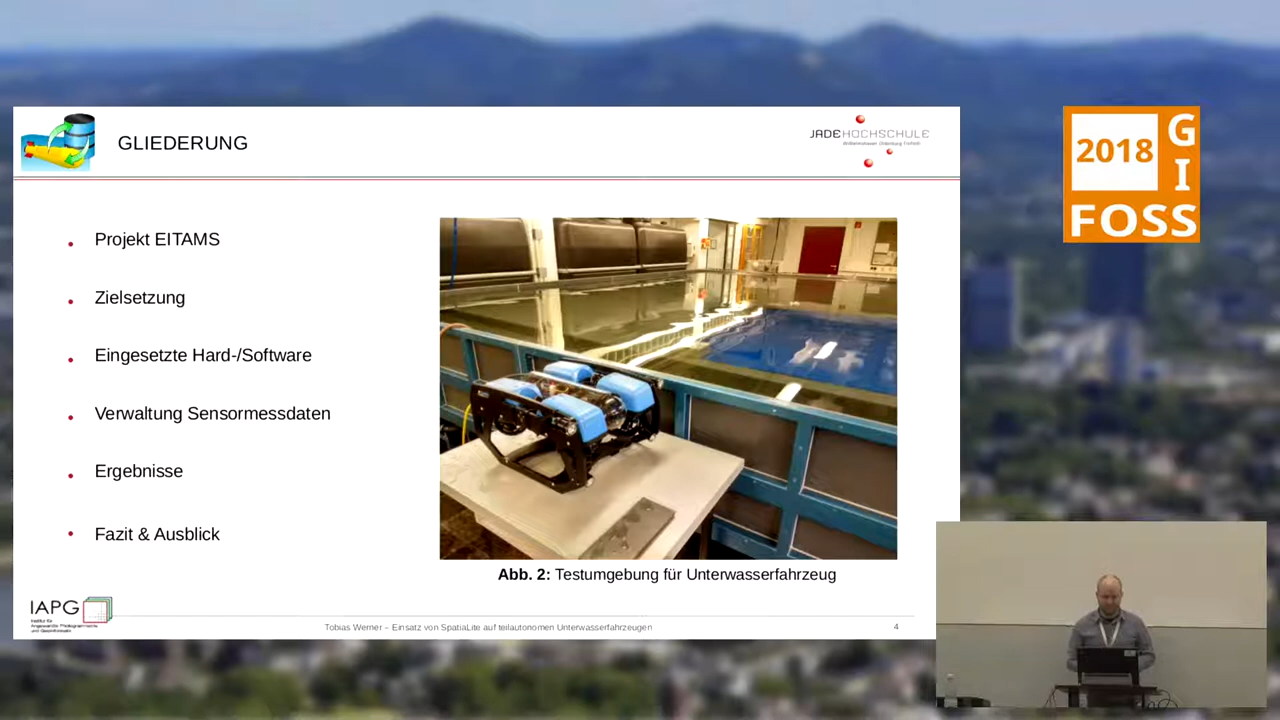 GLIEDERUNG
JADEHOCHSCHULE
Wilhelmshaven Oldenburg Elsfleth
2018
G
I
FOSS
Projekt EITAMS
Zielsetzung
Eingesetzte Hard-/Software
Verwaltung Sensormessdaten
Ergebnisse
Fazit & Ausblick
Abb. 2: Testumgebung für Unterwasserfahrzeug
IAPG
Institut für
Angewandte Photogrammetrie
und Geoinformatik
Tobias Werner – Einsatz von SpatiaLite auf teilautonomen Unterwasserfahrzeugen
4